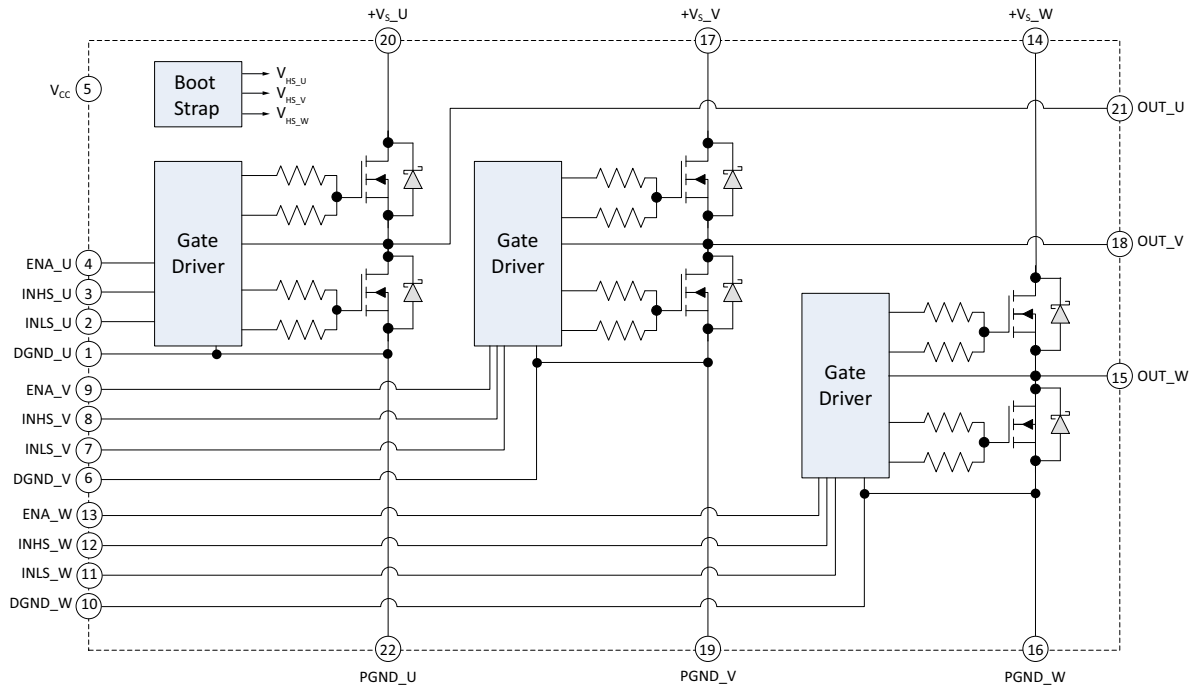 +VS_U
+VS_V
+VS_W
20
17
14
VCC
5
Boot
Strap
VHS_U
VHS_V
VHS_W
21
OUT_U
Gate
Driver
Gate
Driver
18
OUT_V
ENA_U
4
INHS_U
3
INLS_U
2
DGND_U
1
Gate
Driver
15
OUT_W
ENA_V
9
INHS_V
8
INLS_V
7
DGND_V
6
ENA_W
13
INHS_W
12
INLS_W
11
DGND_W
10
22
19
16
PGND_U
PGND_V
PGND_W